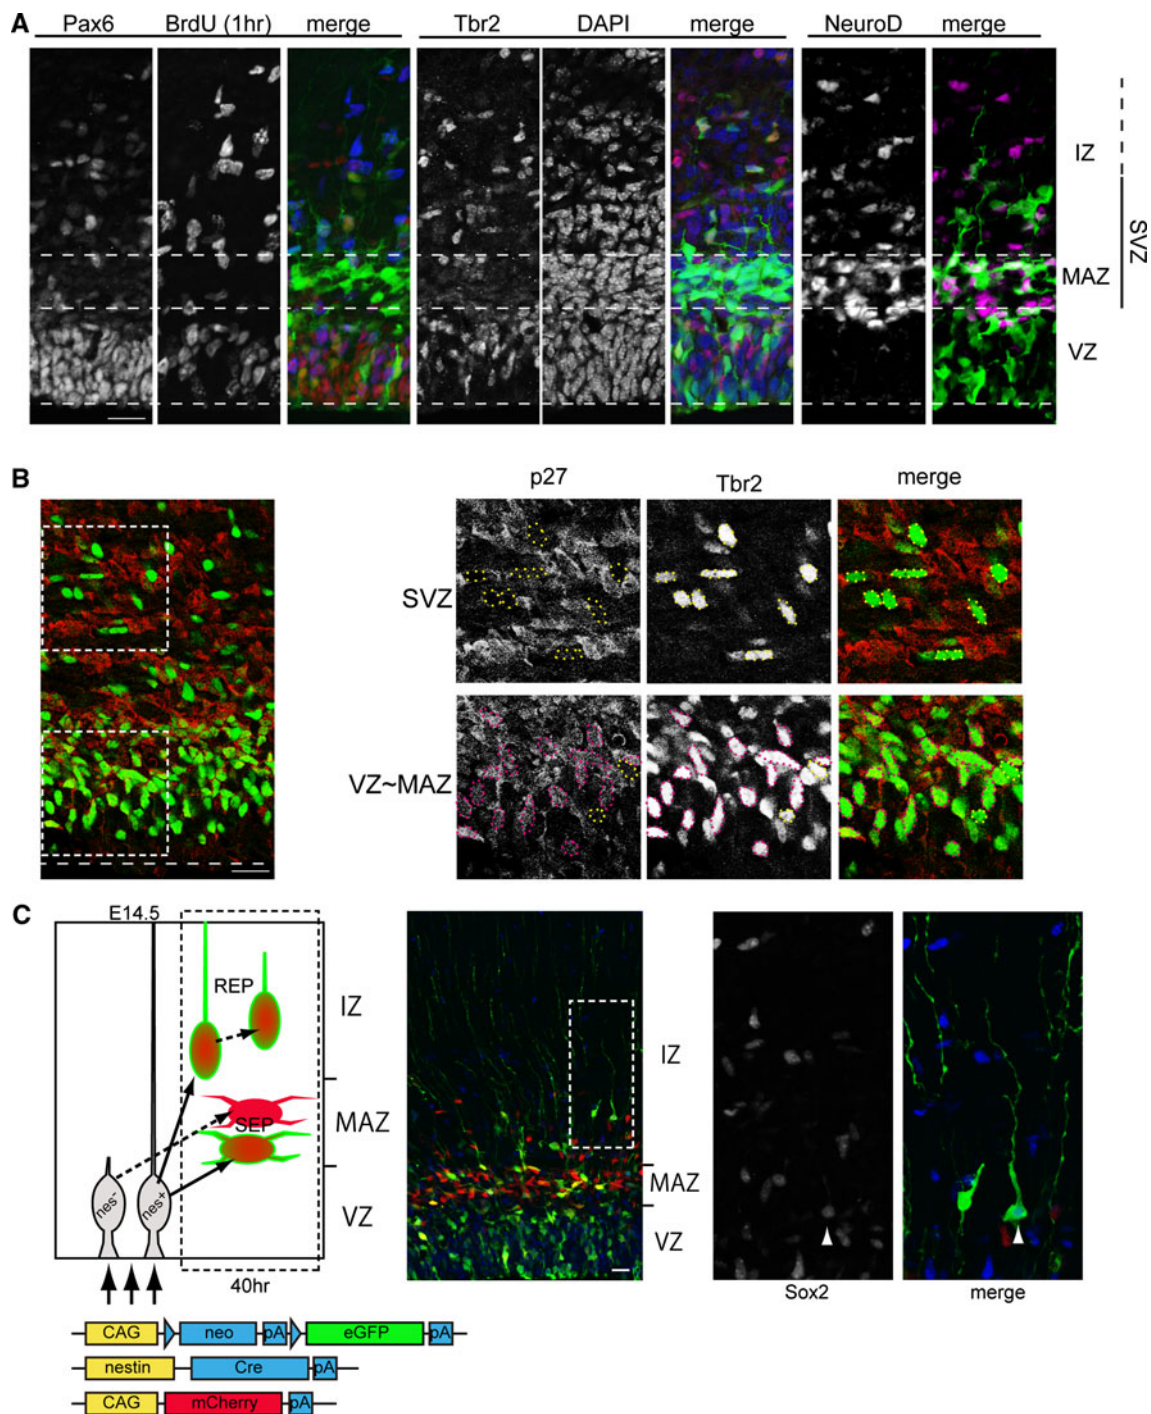 A
Pax6 BrdU (1hr) merge Tbr2 DAPI merge NeuroD merge
IZ
MAZ
VZ
SVZ
B
p27 Tbr2 merge
SVZ
VZ~MAZ
C
E14.5
REP
SEP
nes-
nes+
IZ
MAZ
VZ
40hr
IZ
MAZ
VZ
Sox2 merge
CAG neo pA eGFP pA
nestin Cre pA
CAG mCherry pA